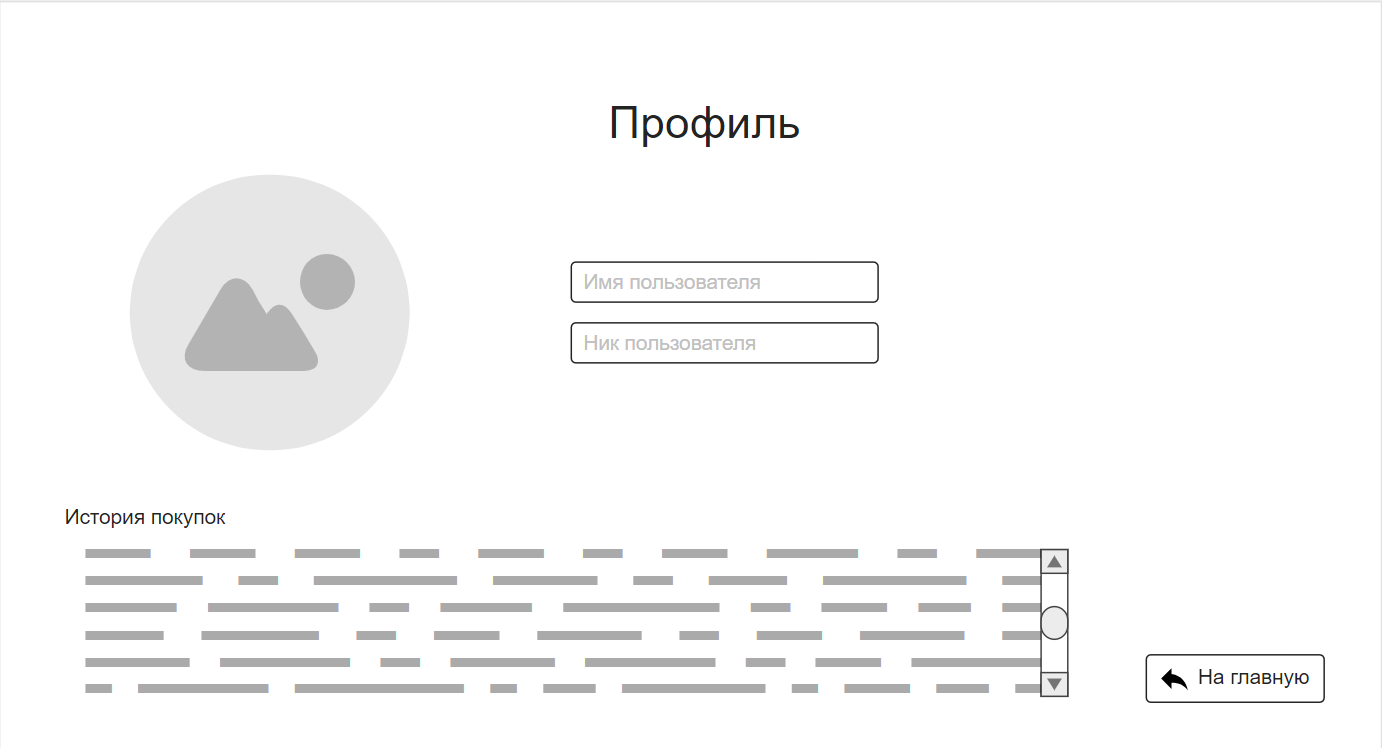 Профиль
Имя пользователя
Ник пользователя
История покупок
На главную